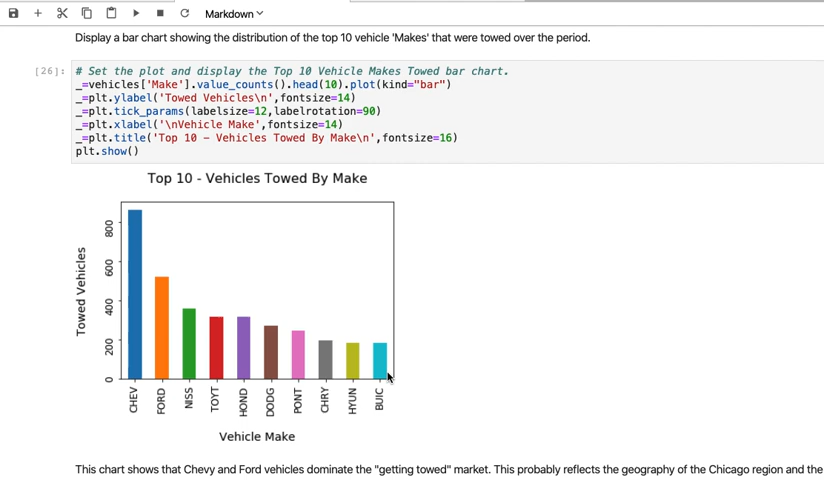 Markdown
Display a bar chart showing the distribution of the top 10 vehicle 'Makes' that were towed over the period.
[26]: # Set the plot and display the Top 10 Vehicle Makes Towed bar chart.
_=vehicles['Make'].value_counts().head(10).plot(kind="bar")
_=plt.ylabel('Towed Vehicles\n',fontsize=14)
_=plt.tick_params(labelsize=12,labelrotation=90)
_=plt.xlabel('\nVehicle Make',fontsize=14)
_=plt.title('Top 10 – Vehicles Towed By Make\n',fontsize=16)
plt.show()
Top 10 - Vehicles Towed By Make
Towed Vehicles
800
600
400
200
0
CHEV FORD NISS TOYT HOND DODG PONT CHRY HYUN BUIC
Vehicle Make
This chart shows that Chevy and Ford vehicles dominate the "getting towed" market. This probably reflects the geography of the Chicago region and the